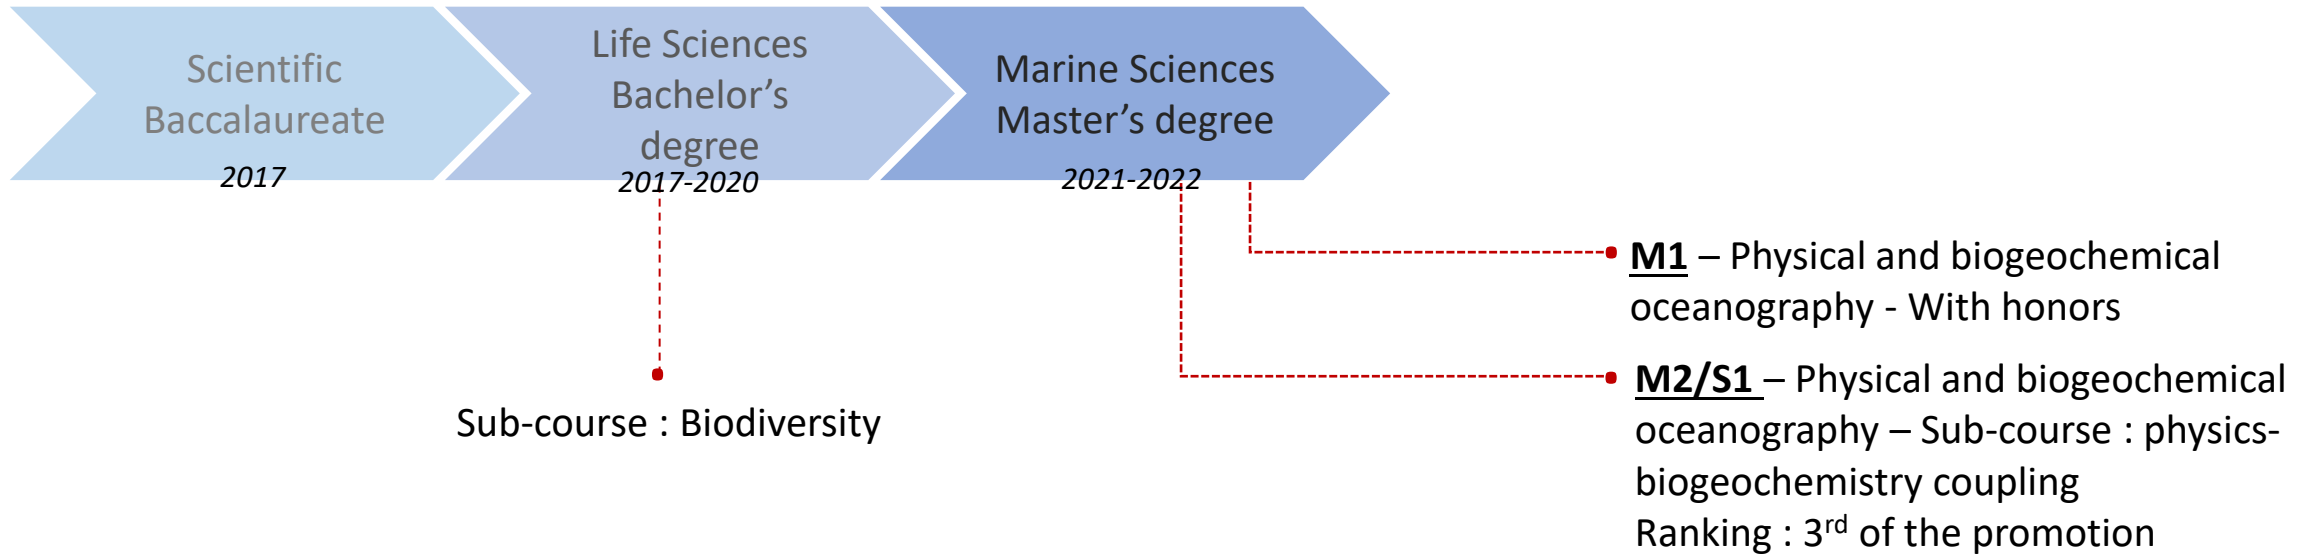 Scientific
Baccalaureate
2017
Life Sciences
Bachelor’s
degree
2017-2020
Marine Sciences
Master’s degree
2021-2022
Sub-course : Biodiversity
M1 – Physical and biogeochemical
oceanography - With honors
M2/S1 – Physical and biogeochemical
oceanography – Sub-course : physics-
biogeochemistry coupling
Ranking : 3rd of the promotion